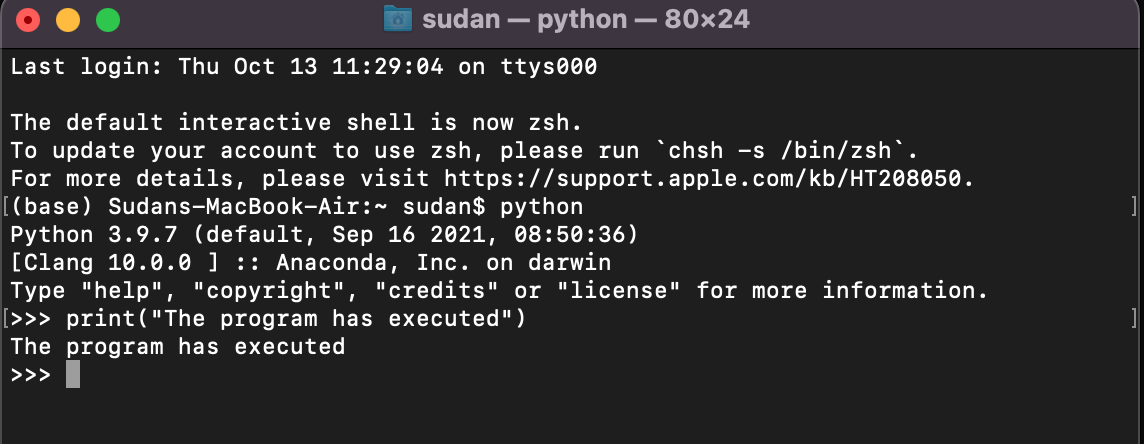 sudan — python — 80×24
Last login: Thu Oct 13 11:29:04 on ttys000
The default interactive shell is now zsh.
To update your account to use zsh, please run `chsh -s /bin/zsh`.
For more details, please visit https://support.apple.com/kb/HT208050.
[(base) Sudans-MacBook-Air:~ sudan$ python ]
Python 3.9.7 (default, Sep 16 2021, 08:50:36)
[Clang 10.0.0 ] :: Anaconda, Inc. on darwin
Type "help", "copyright", "credits" or "license" for more information.
[>>> print("The program has executed") ]
The program has executed
>>>